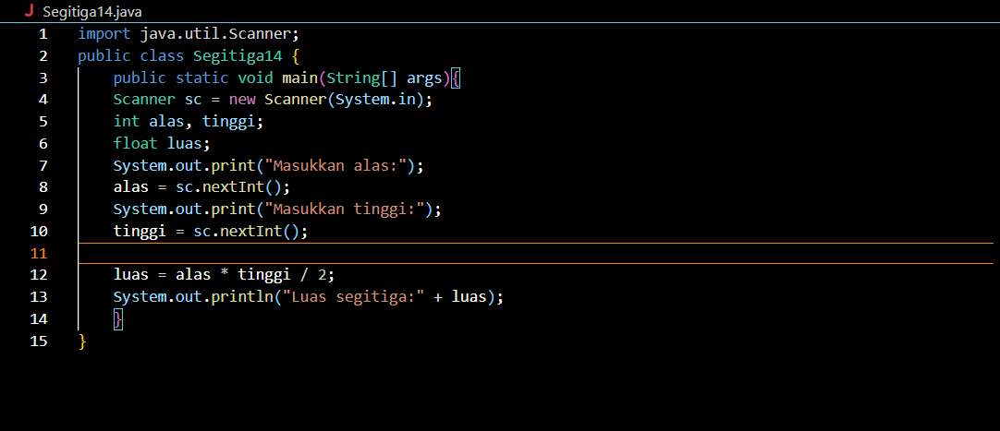 Segitiga14.java
1 import java.util.Scanner;
2 public class Segitiga14 {
3 public static void main(String[] args){
4 Scanner sc = new Scanner(System.in);
5 int alas, tinggi;
6 float luas;
7 System.out.print("Masukkan alas:");
8 alas = sc.nextInt();
9 System.out.print("Masukkan tinggi:");
10 tinggi = sc.nextInt();
11
12 luas = alas * tinggi / 2;
13 System.out.println("Luas segitiga:" + luas);
14 }
15 }